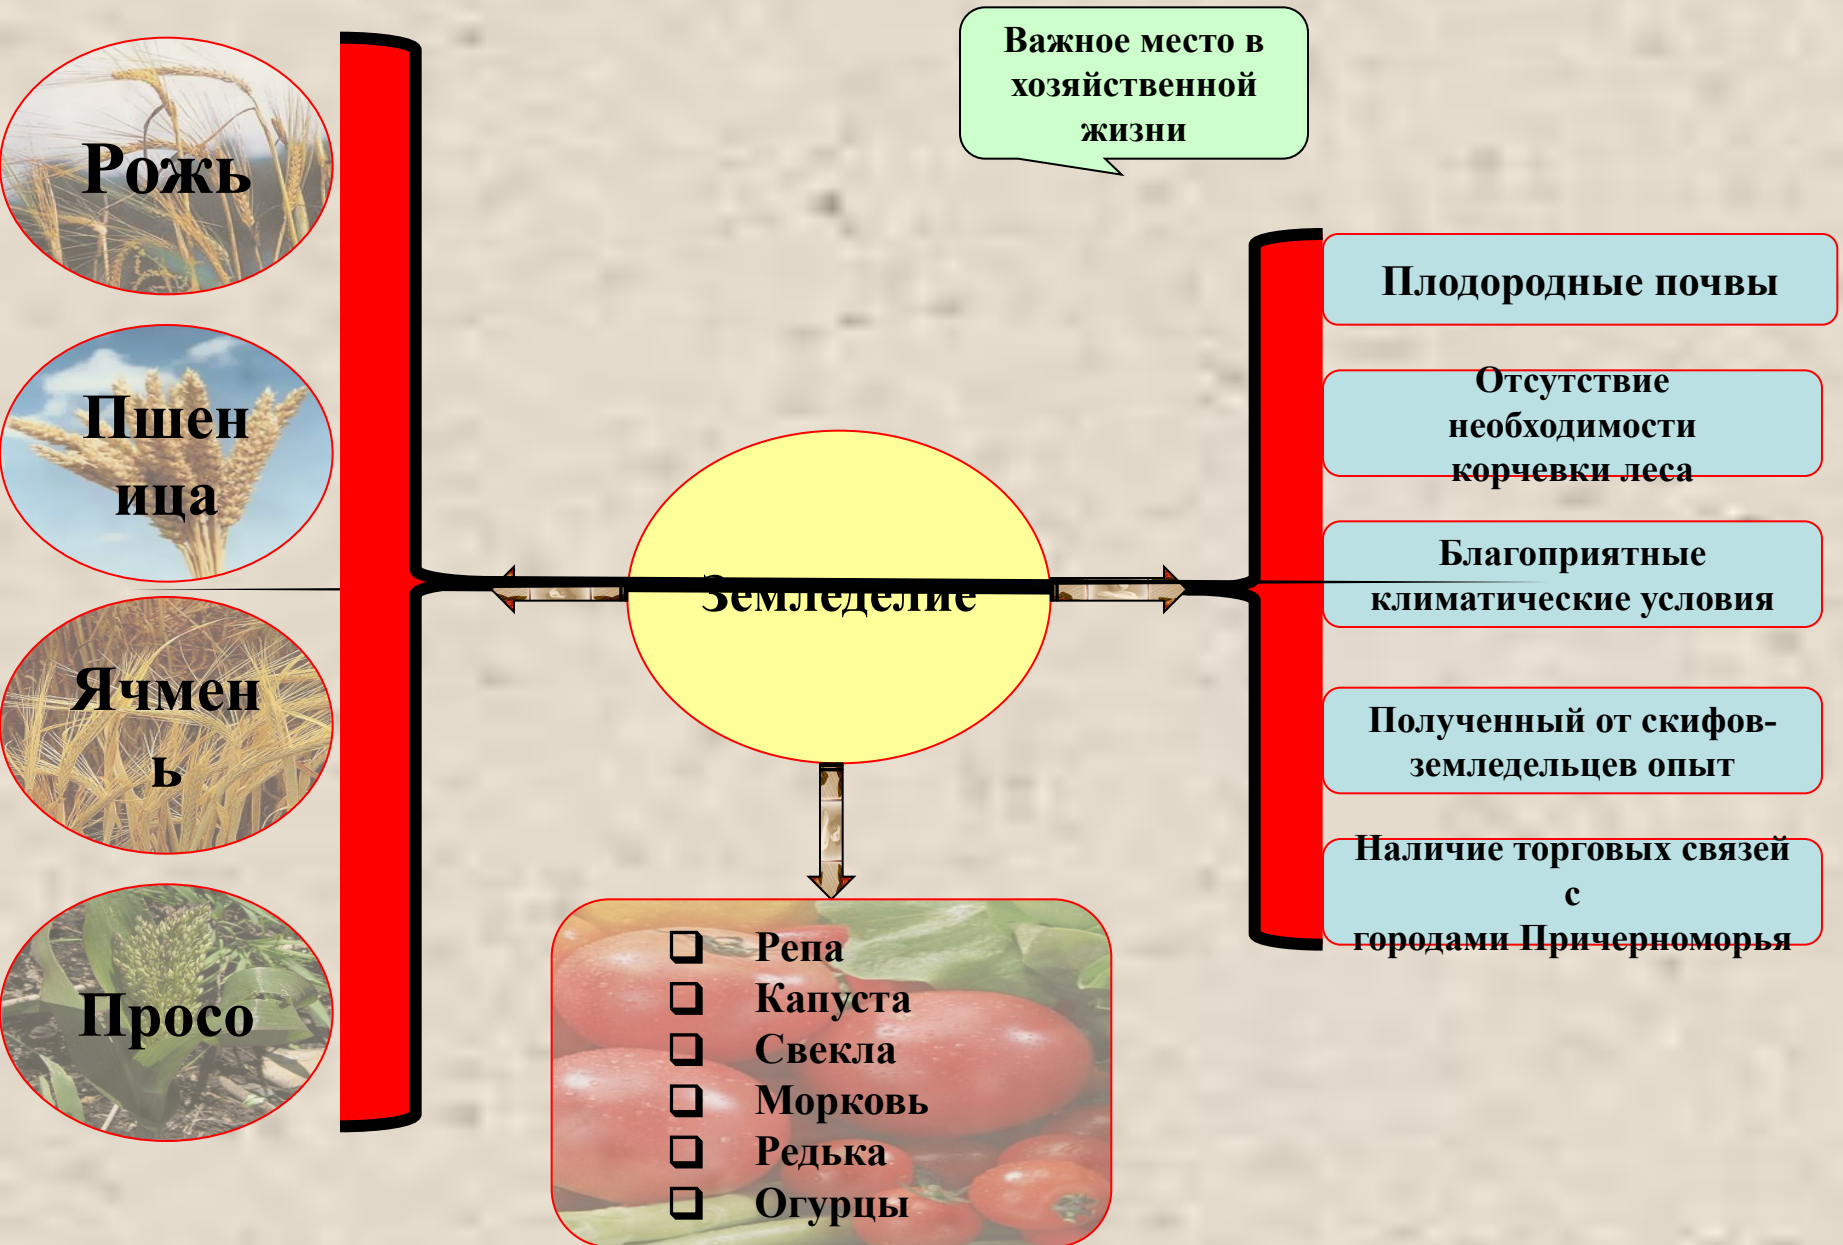 Важное место в
хозяйственной
жизни
Рожь
Пшен
ица
Ячмен
ь
Просо
Земледелие
Плодородные почвы
Отсутствие
необходимости
корчевки леса
Благоприятные
климатические условия
Полученный от скифов-
земледельцев опыт
Наличие торговых связей
с
городами Причерноморья
Репа
Капуста
Свекла
Морковь
Редька
Огурцы